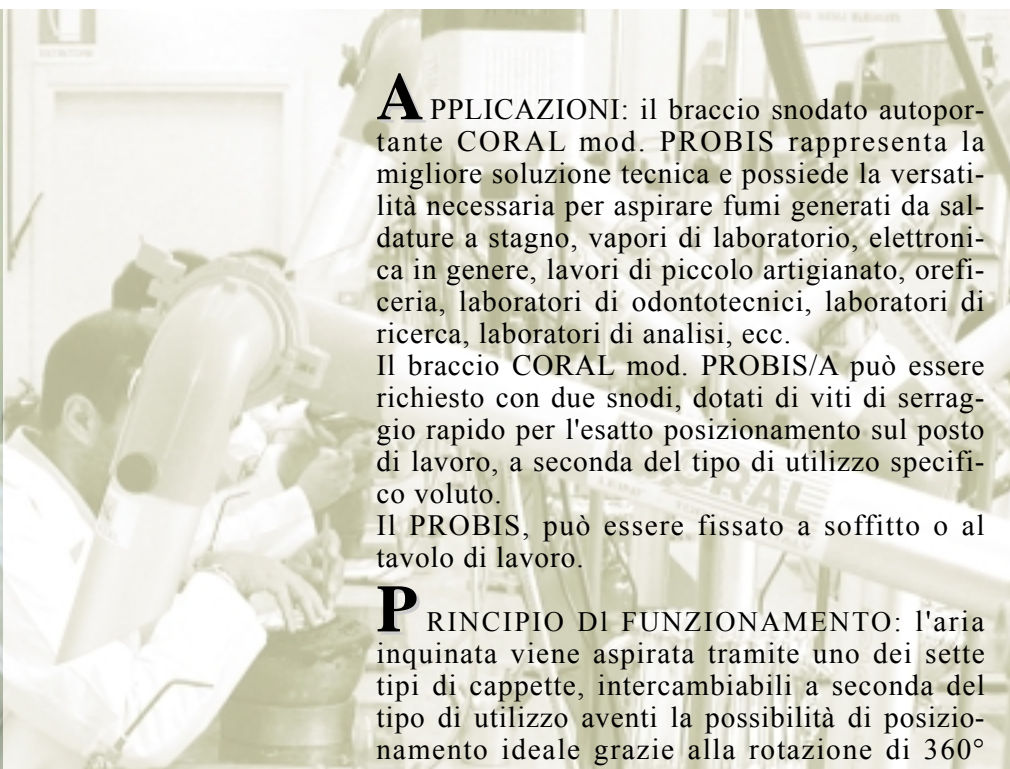 APPLICAZIONI: il braccio snodato autopor-
tante CORAL mod. PROBIS rappresenta la
migliore soluzione tecnica e possiede la versati-
lità necessaria per aspirare fumi generati da sal-
dature a stagno, vapori di laboratorio, elettroni-
ca in genere, lavori di piccolo artigianato, orefi-
ceria, laboratori di odontotecnici, laboratori di
ricerca, laboratori di analisi, ecc.
Il braccio CORAL mod. PROBIS/A può essere
richiesto con due snodi, dotati di viti di serrag-
gio rapido per l'esatto posizionamento sul posto
di lavoro, a seconda del tipo di utilizzo specifi-
co voluto.
CORAL
Il PROBIS, può essere fissato a soffitto o al
tavolo di lavoro.
PRINCIPIO Dl FUNZIONAMENTO: l'aria
inquinata viene aspirata tramite uno dei sette
tipi di cappette, intercambiabili a seconda del
tipo di utilizzo aventi la possibilità di posizio-
namento ideale grazie alla rotazione di 360°